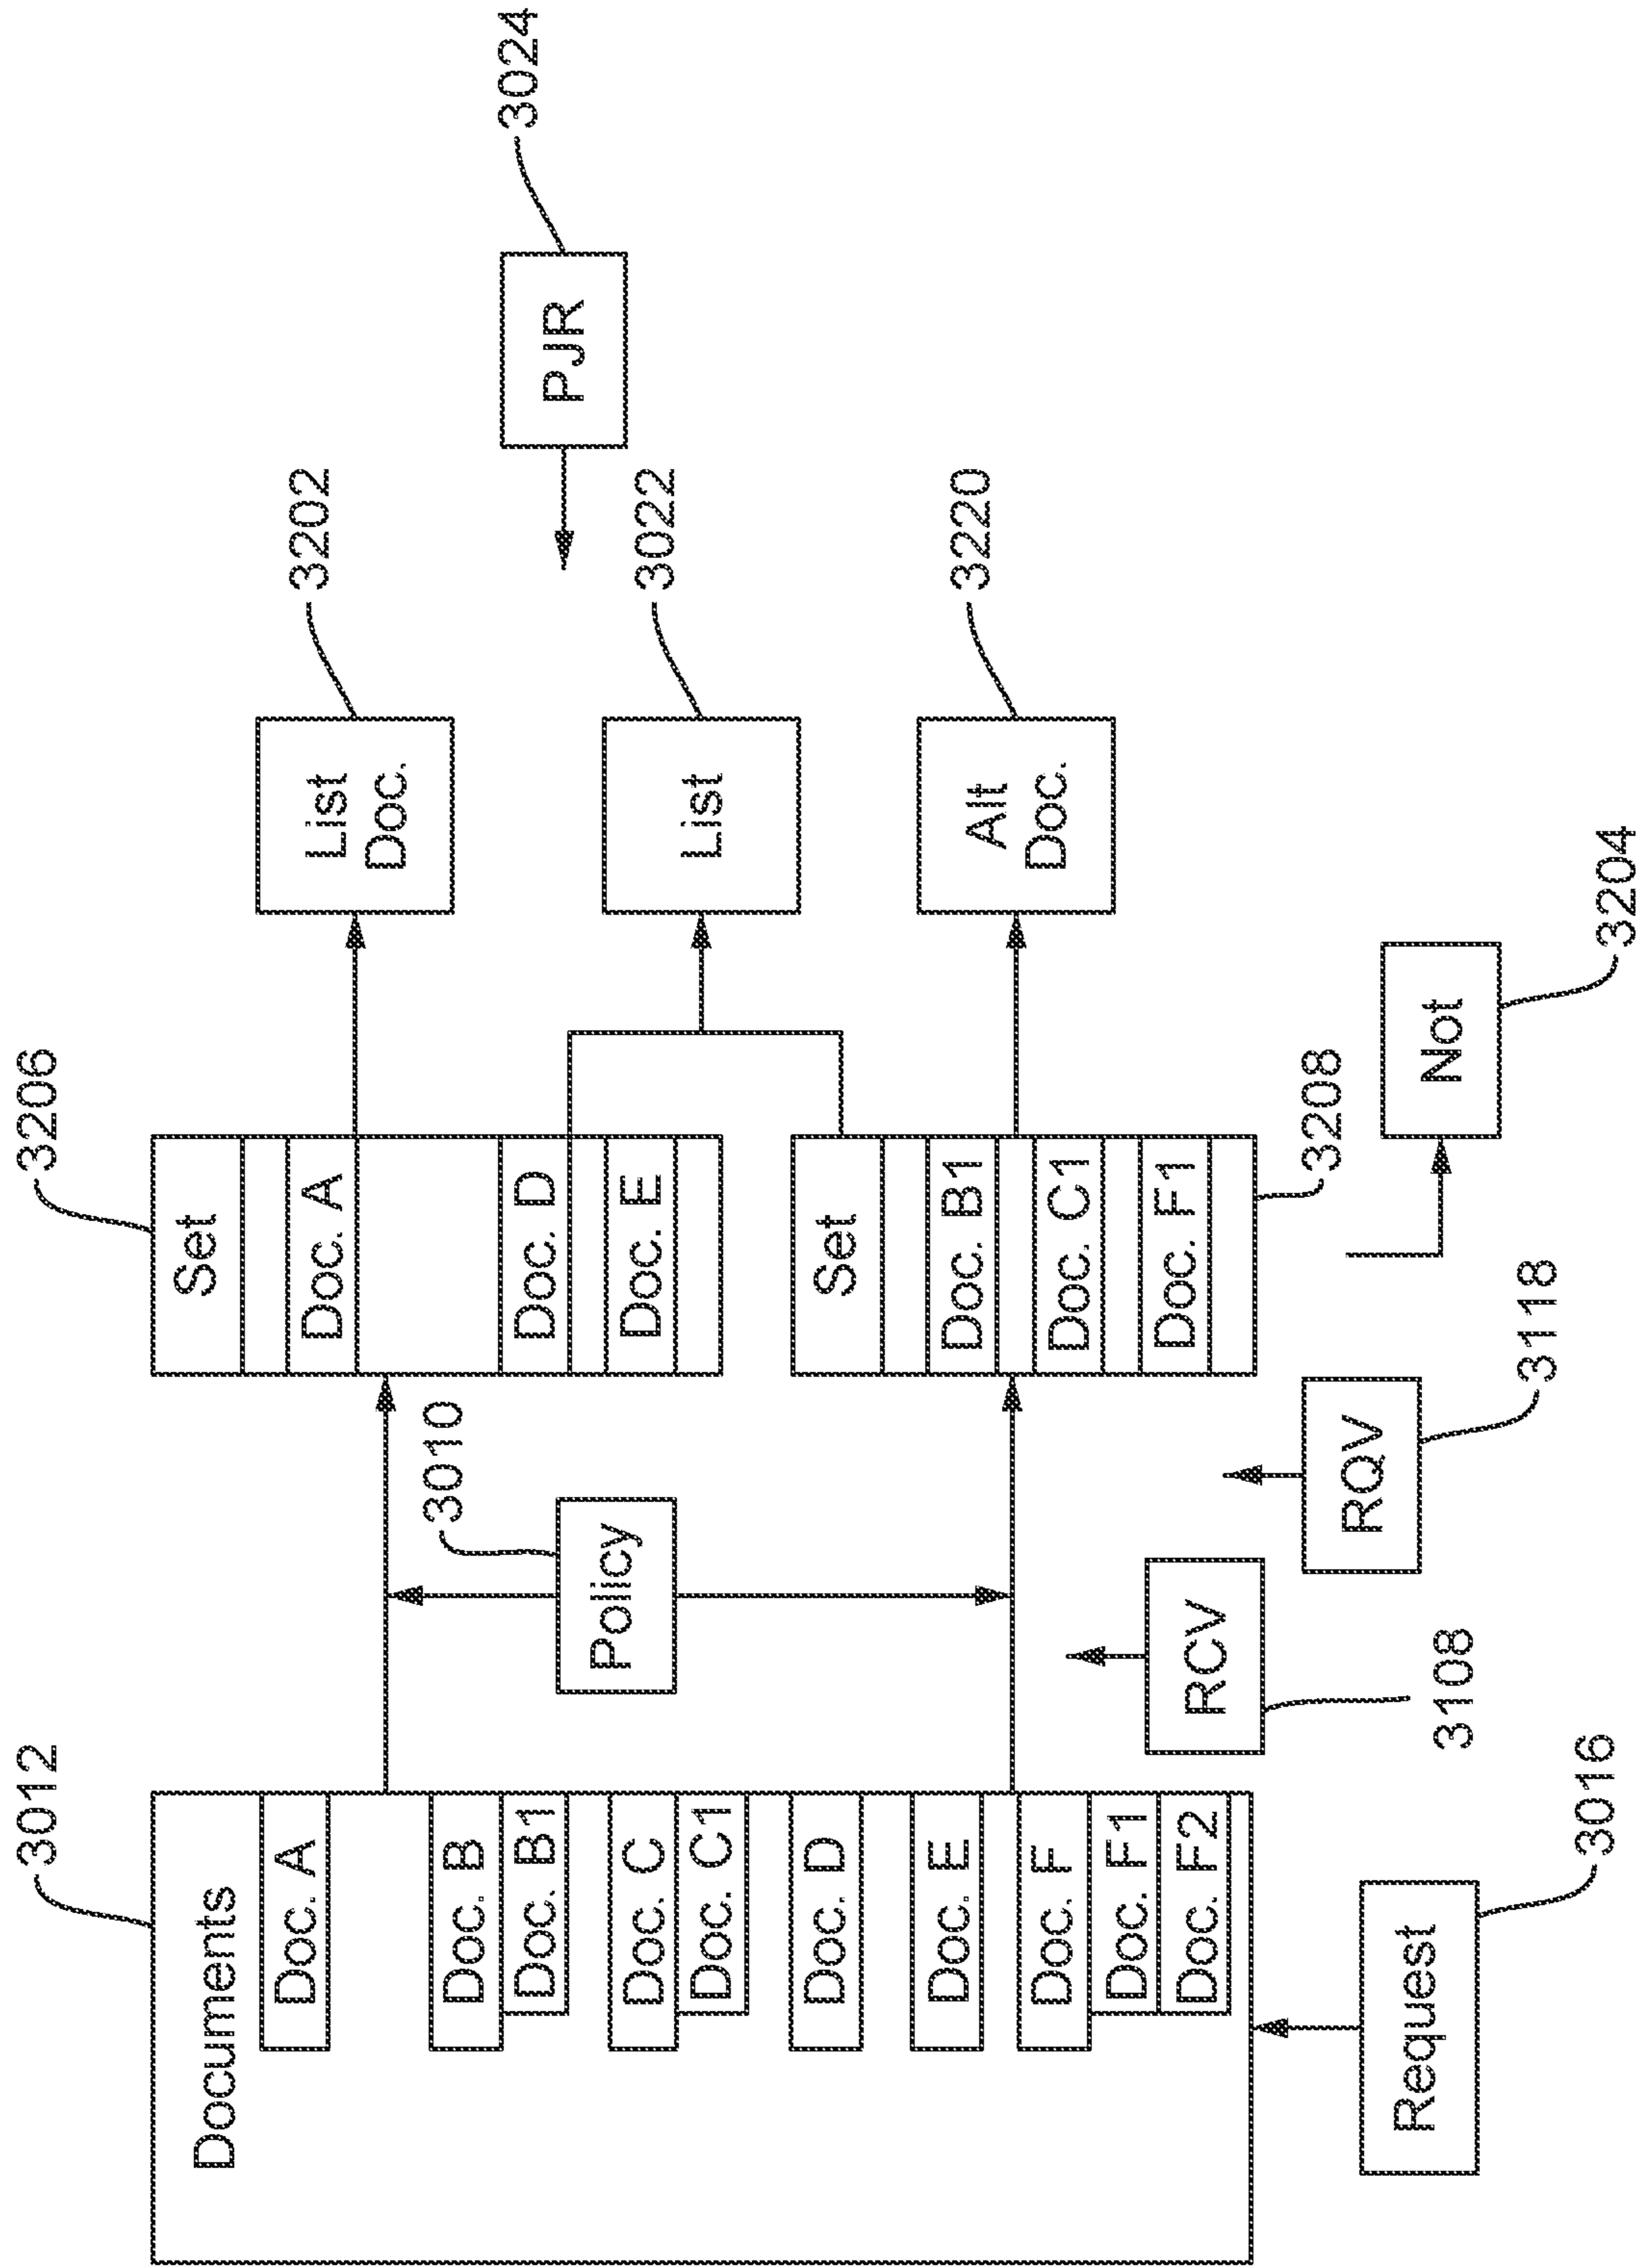 3012
Documents
Doc. A
Doc. B
Doc. B1
Doc. C
Doc. C1
Doc. D
Doc. E
Doc. F
Doc. F1
Doc. F2
Request
3016
3010
Policy
RCV
3108
RQV
3118
3206
Set
Doc. A
Doc. D
Doc. E
Set
Doc. B1
Doc. C1
Doc. F1
3208
Not
3204
List
Doc.
3202
List
3022
Alt
Doc.
3220
PJR
3024